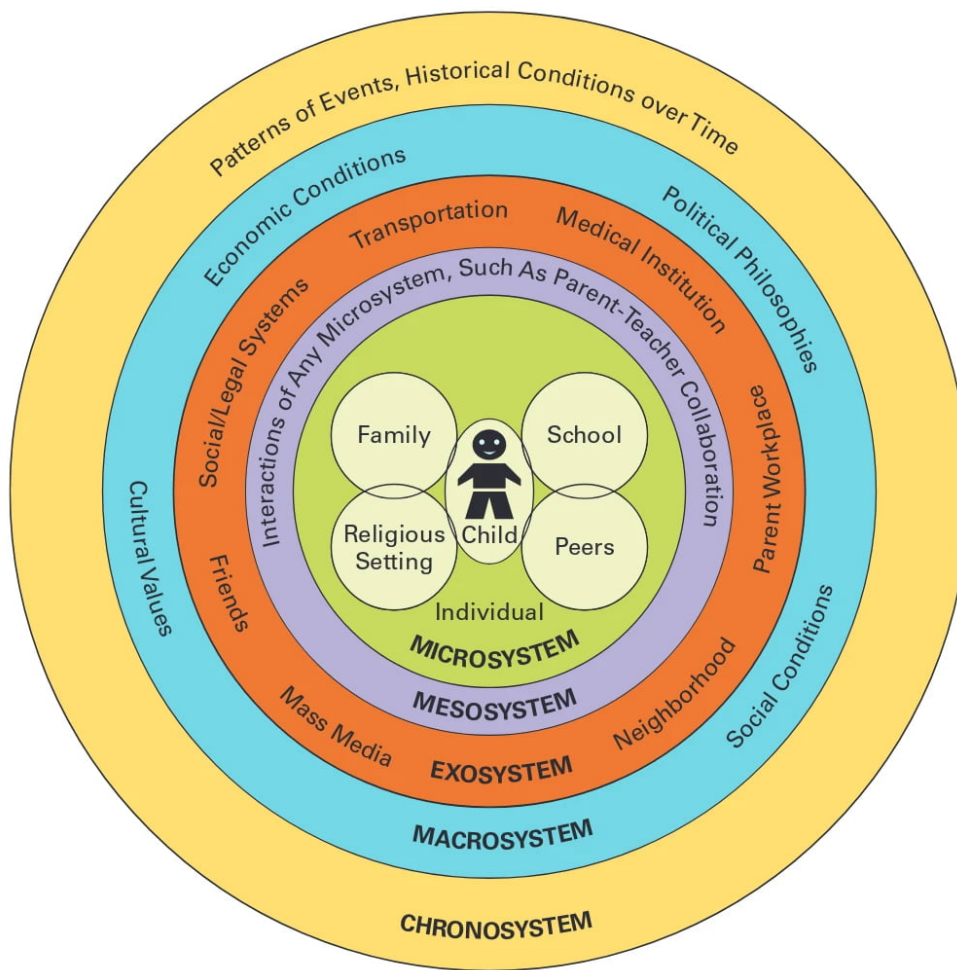 Patterns of Events, Historical Conditions over Time
Economic Conditions
Political Philosophies
Cultural Values
Social Conditions
Transportation
Medical Institution
Social/Legal Systems
Parent Workplace
Friends
Mass Media
Neighborhood
Interactions of Any Microsystem, Such As Parent-Teacher Collaboration
Family
School
Religious
Setting
Child
Peers
Individual
MICROSYSTEM
MESOSYSTEM
EXOSYSTEM
MACROSYSTEM
CHRONOSYSTEM